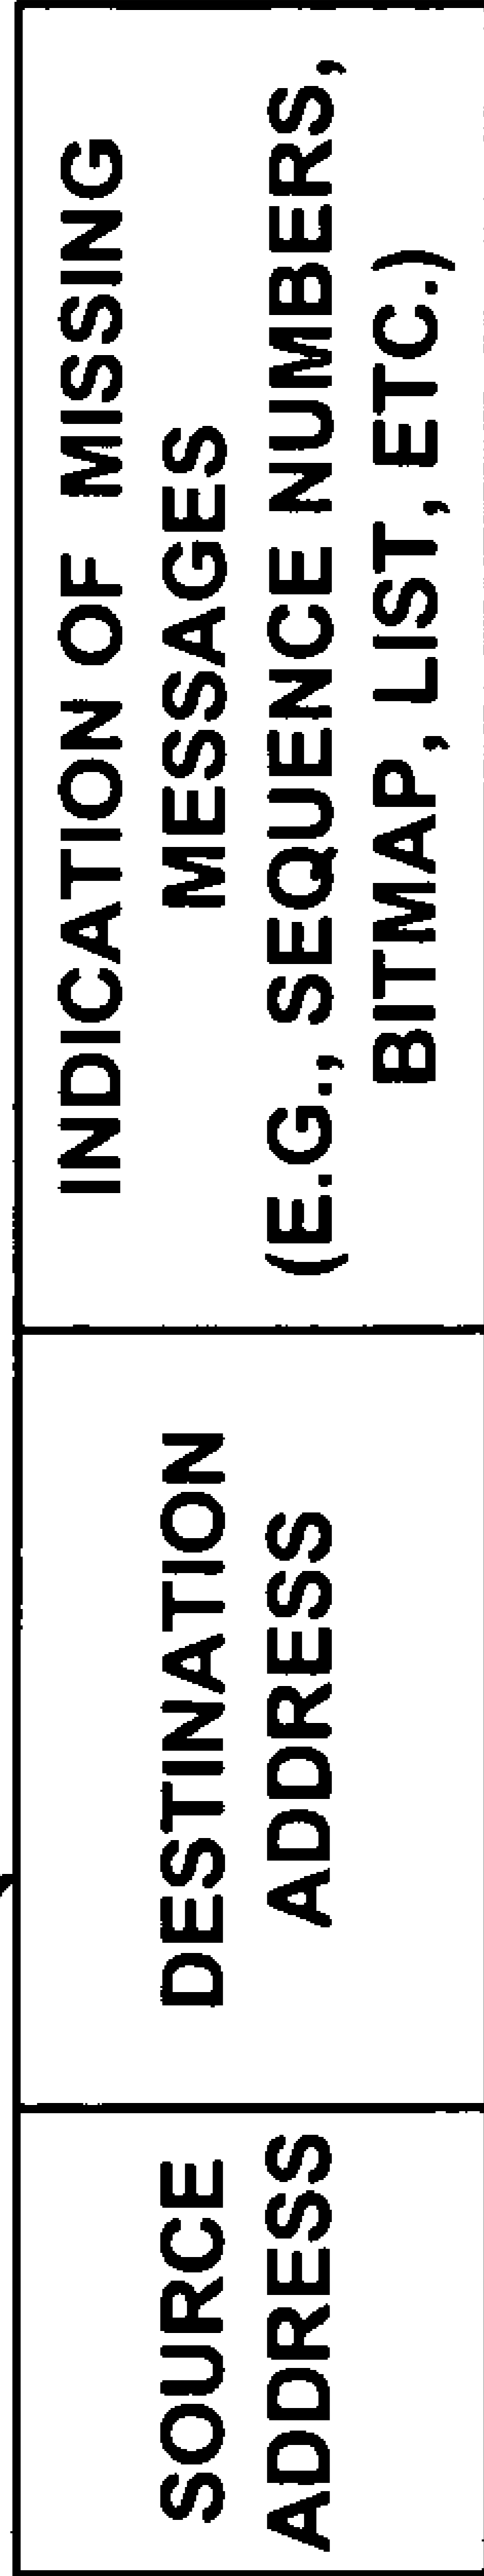 SOURCE
ADDRESS
DESTINATION
ADDRESS
INDICATION OF MISSING
MESSAGES
(E.G., SEQUENCE NUMBERS,
BITMAP, LIST, ETC.)